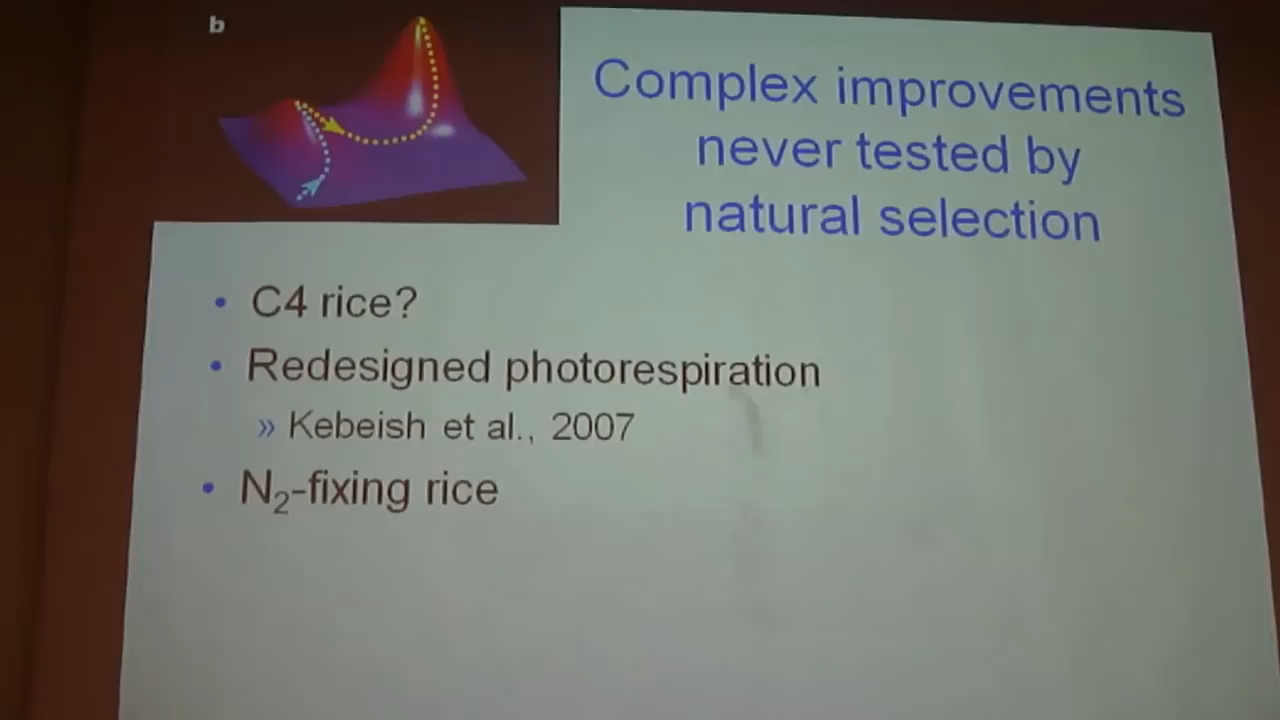 b
Complex improvements
never tested by
natural selection
• C4 rice?
• Redesigned photorespiration
» Kebeish et al., 2007
• N₂-fixing rice